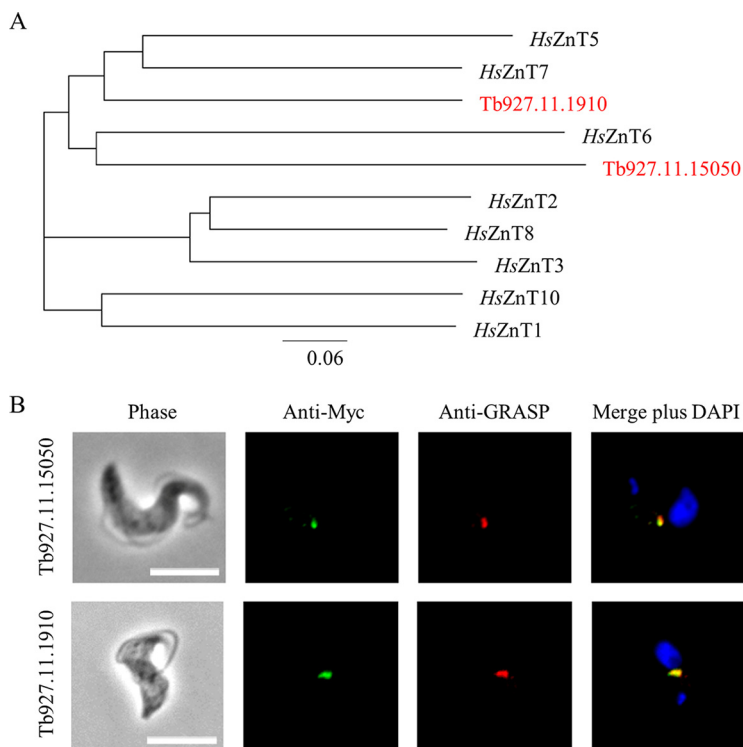 A
HsZnT5
HsZnT7
Tb927.11.1910
HsZnT6
Tb927.11.15050
HsZnT2
HsZnT8
HsZnT3
HsZnT10
HsZnT1
0.06
B
Phase
Anti-Myc
Anti-GRASP
Merge plus DAPI
Tb927.11.15050
Tb927.11.1910